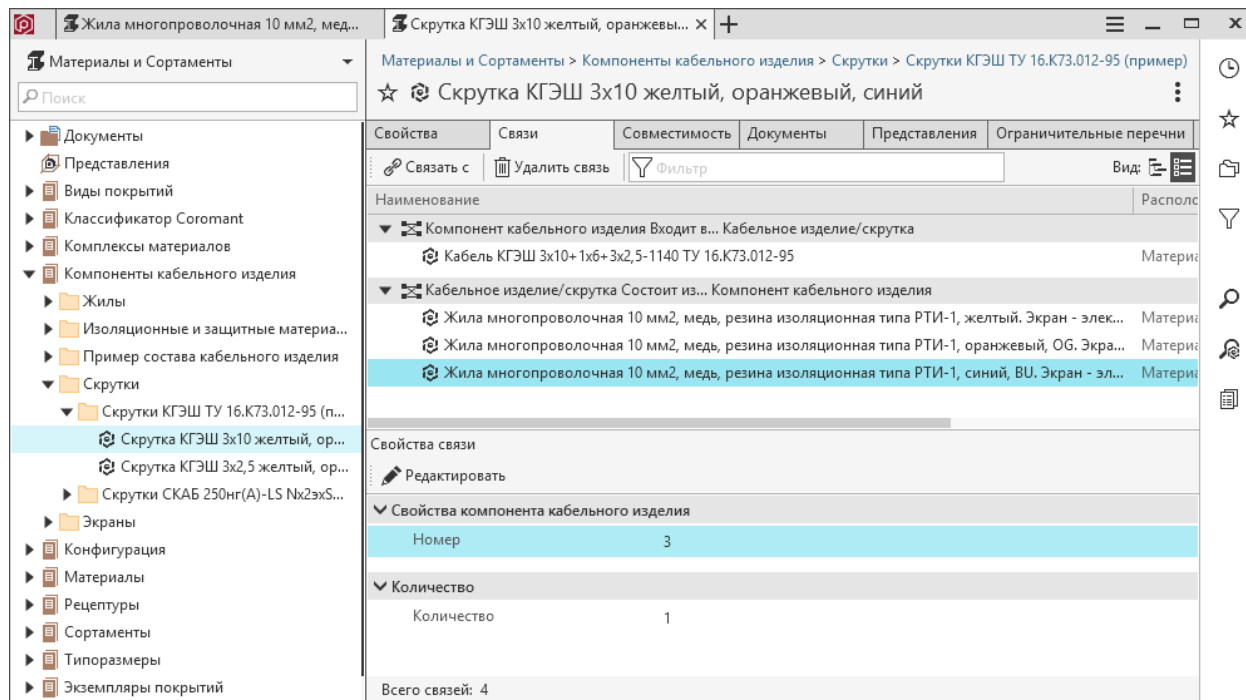 Жила многопроволочная 10 мм2, мед...
Скрутка КГЭШ 3х10 желтый, оранжевы...
Материалы и Сортаменты
Поиск
Документы
Представления
Виды покрытий
Классификатор Coromant
Комплексы материалов
Компоненты кабельного изделия
Жилы
Изоляционные и защитные материа...
Пример состава кабельного изделия
Скрутки
Скрутки КГЭШ ТУ 16.К73.012-95 (п...
Скрутка КГЭШ 3х10 желтый, ор...
Скрутка КГЭШ 3х2,5 желтый, ор...
Скрутки СКАБ 250нг(А)-LS Nх2эхS...
Экраны
Конфигурация
Материалы
Рецептуры
Сортаменты
Типоразмеры
Экземпляры покрытий
Материалы и Сортаменты > Компоненты кабельного изделия > Скрутки > Скрутки КГЭШ ТУ 16.К73.012-95 (пример)
Скрутка КГЭШ 3х10 желтый, оранжевый, синий
Свойства Связи Совместимость Документы Представления Ограничительные перечни
Связать с Удалить связь Фильтр Вид:
Наименование Располо
Компонент кабельного изделия Входит в... Кабельное изделие/скрутка
Кабель КГЭШ 3х10+1х6+3х2,5-1140 ТУ 16.К73.012-95 Материа
Кабельное изделие/скрутка Состоит из... Компонент кабельного изделия
Жила многопроволочная 10 мм2, медь, резина изоляционная типа РТИ-1, желтый. Экран - элек... Материа
Жила многопроволочная 10 мм2, медь, резина изоляционная типа РТИ-1, оранжевый, OG. Экра... Материа
Жила многопроволочная 10 мм2, медь, резина изоляционная типа РТИ-1, синий, BU. Экран - эл... Материа
Свойства связи
Редактировать
Свойства компонента кабельного изделия
Номер 3
Количество
Количество 1
Всего связей: 4